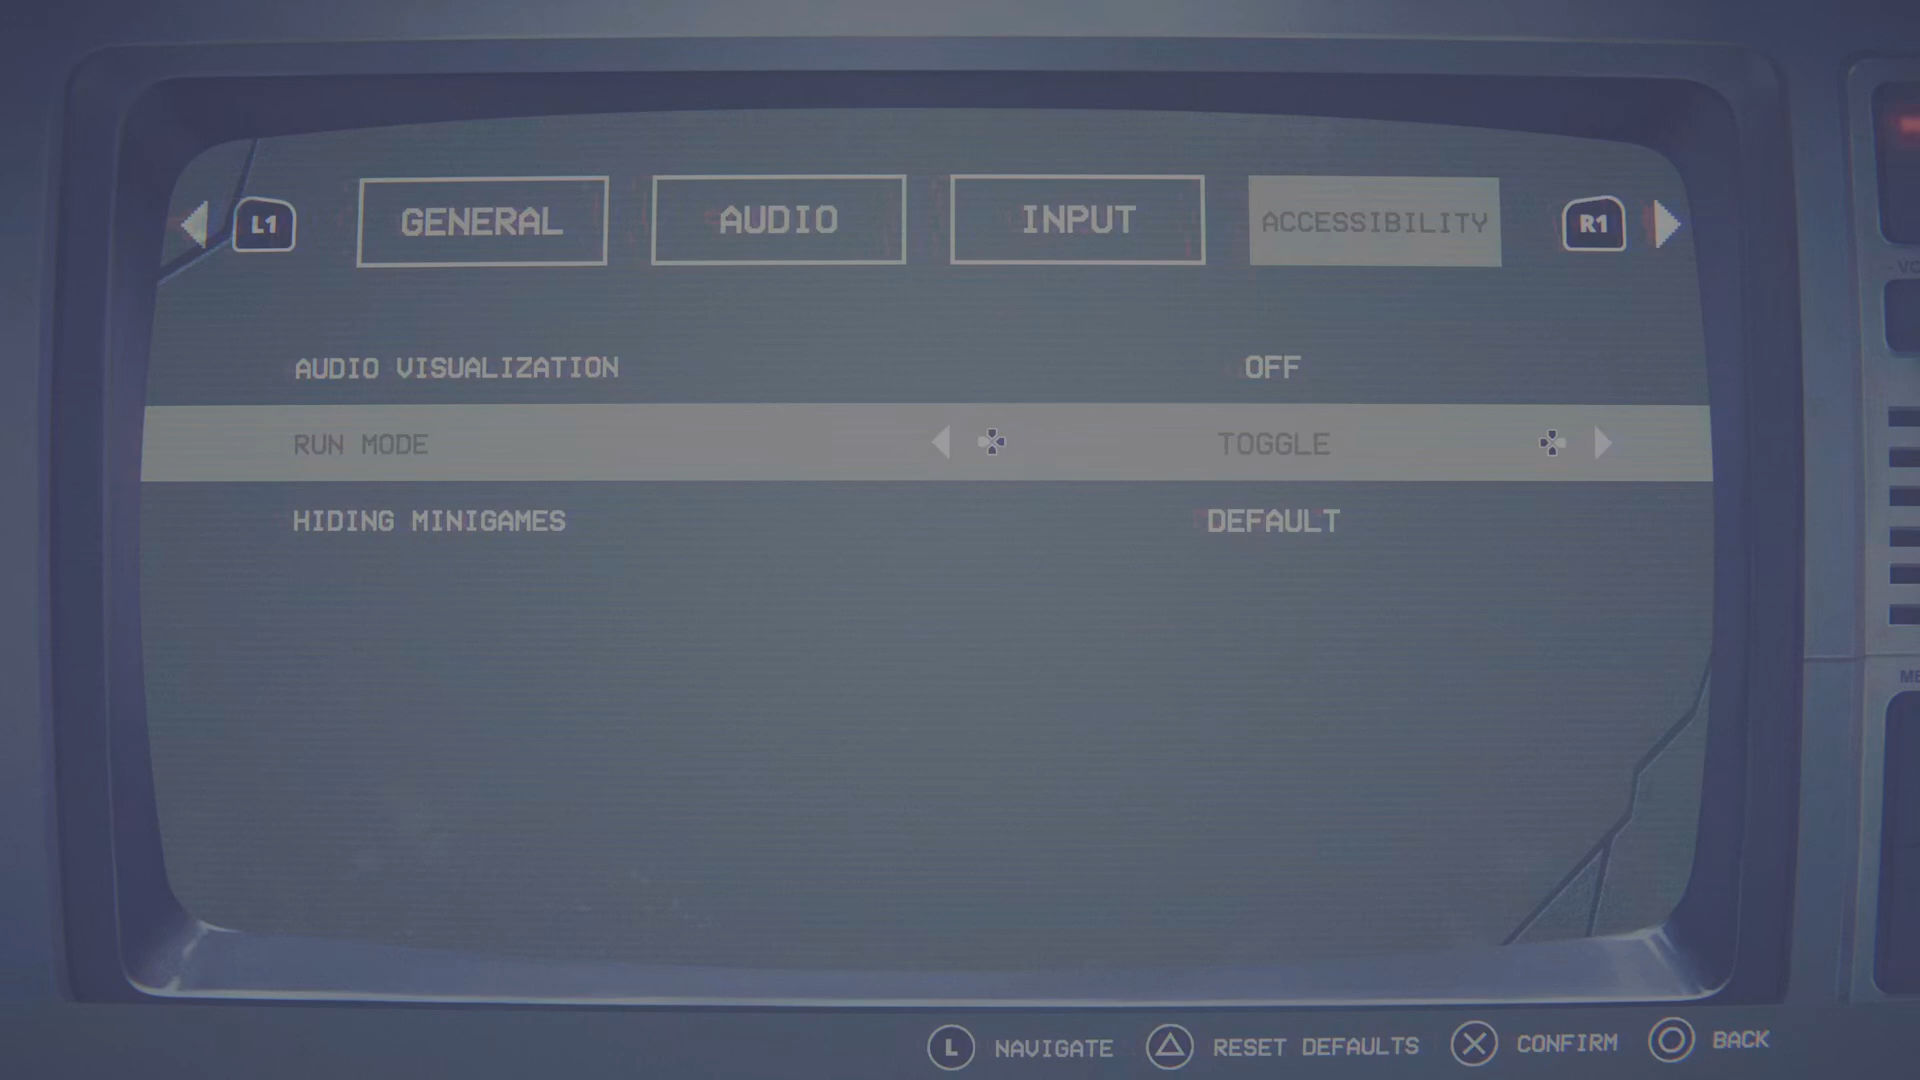 L1 GENERAL AUDIO INPUT ACCESSIBILITY R1
AUDIO VISUALIZATION OFF
RUN MODE TOGGLE
HIDING MINIGAMES DEFAULT
L NAVIGATE RESET DEFAULTS CONFIRM BACK